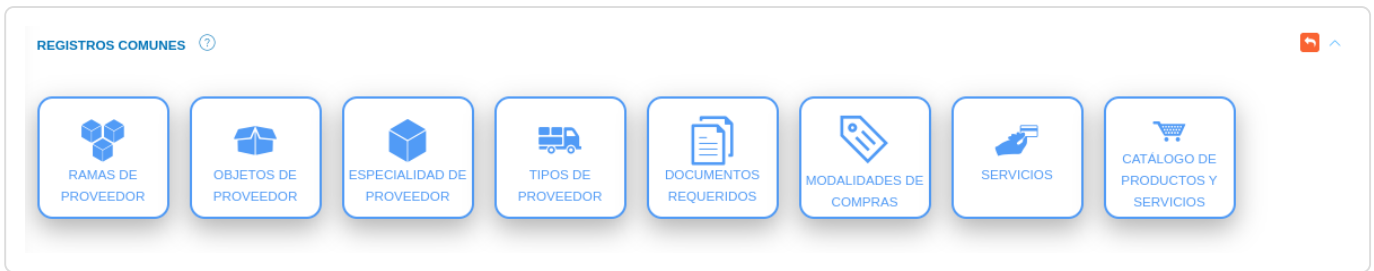 REGISTROS COMUNES ?
RAMAS DE
PROVEEDOR
OBJETOS DE
PROVEEDOR
ESPECIALIDAD DE
PROVEEDOR
TIPOS DE
PROVEEDOR
DOCUMENTOS
REQUERIDOS
MODALIDADES DE
COMPRAS
SERVICIOS
CATÁLOGO DE
PRODUCTOS Y
SERVICIOS